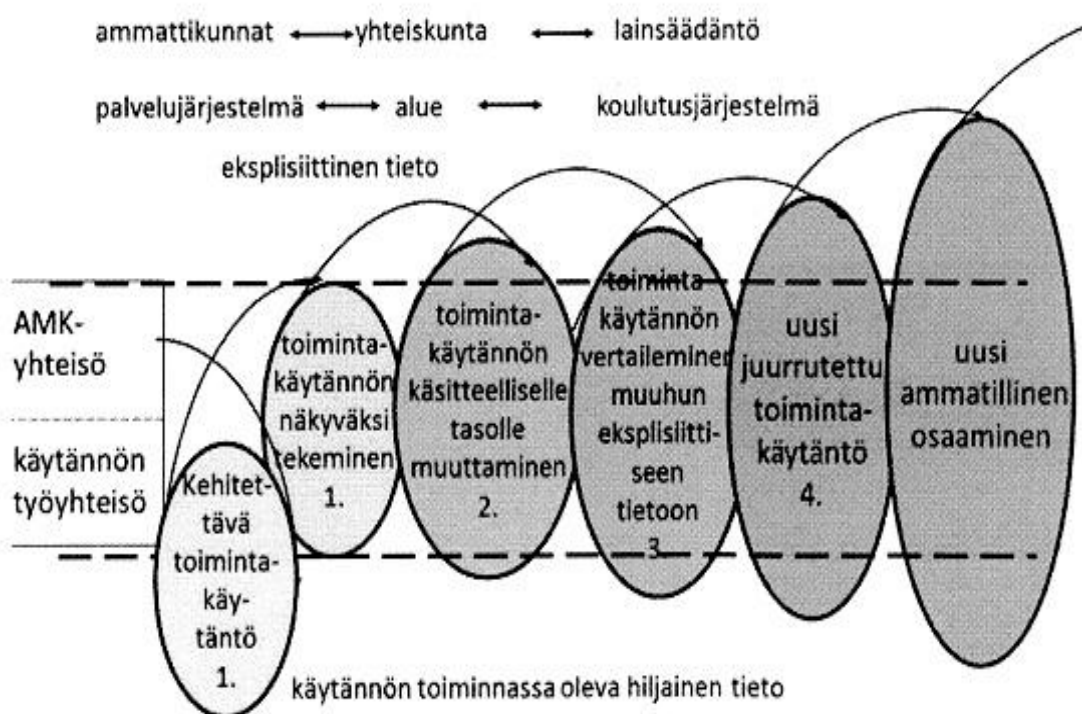 ammattikunnat yhteiskunta lainsäädäntö
palvelujärjestelmä alue koulutusjärjestelmä
eksplisiittinen tieto
AMK-
yhteisö
käytännön
työyhteisö
Kehitet-
tävä
toiminta-
käy-
täntö
1.
toiminta-
käytännön
näkyväksi
tekeminen
1.
toiminta-
käytännön
käsitteelliselle
tasolle
muuttaminen
2.
toiminta
käytännön
vertaileminen
muuhun
eksplisliitti-
seen
tietoon
3
uusi
juurrutettu
toiminta-
käytäntö
4.
uusi
ammatillinen
osaaminen
käytännön toiminnassa oleva hiljainen tieto